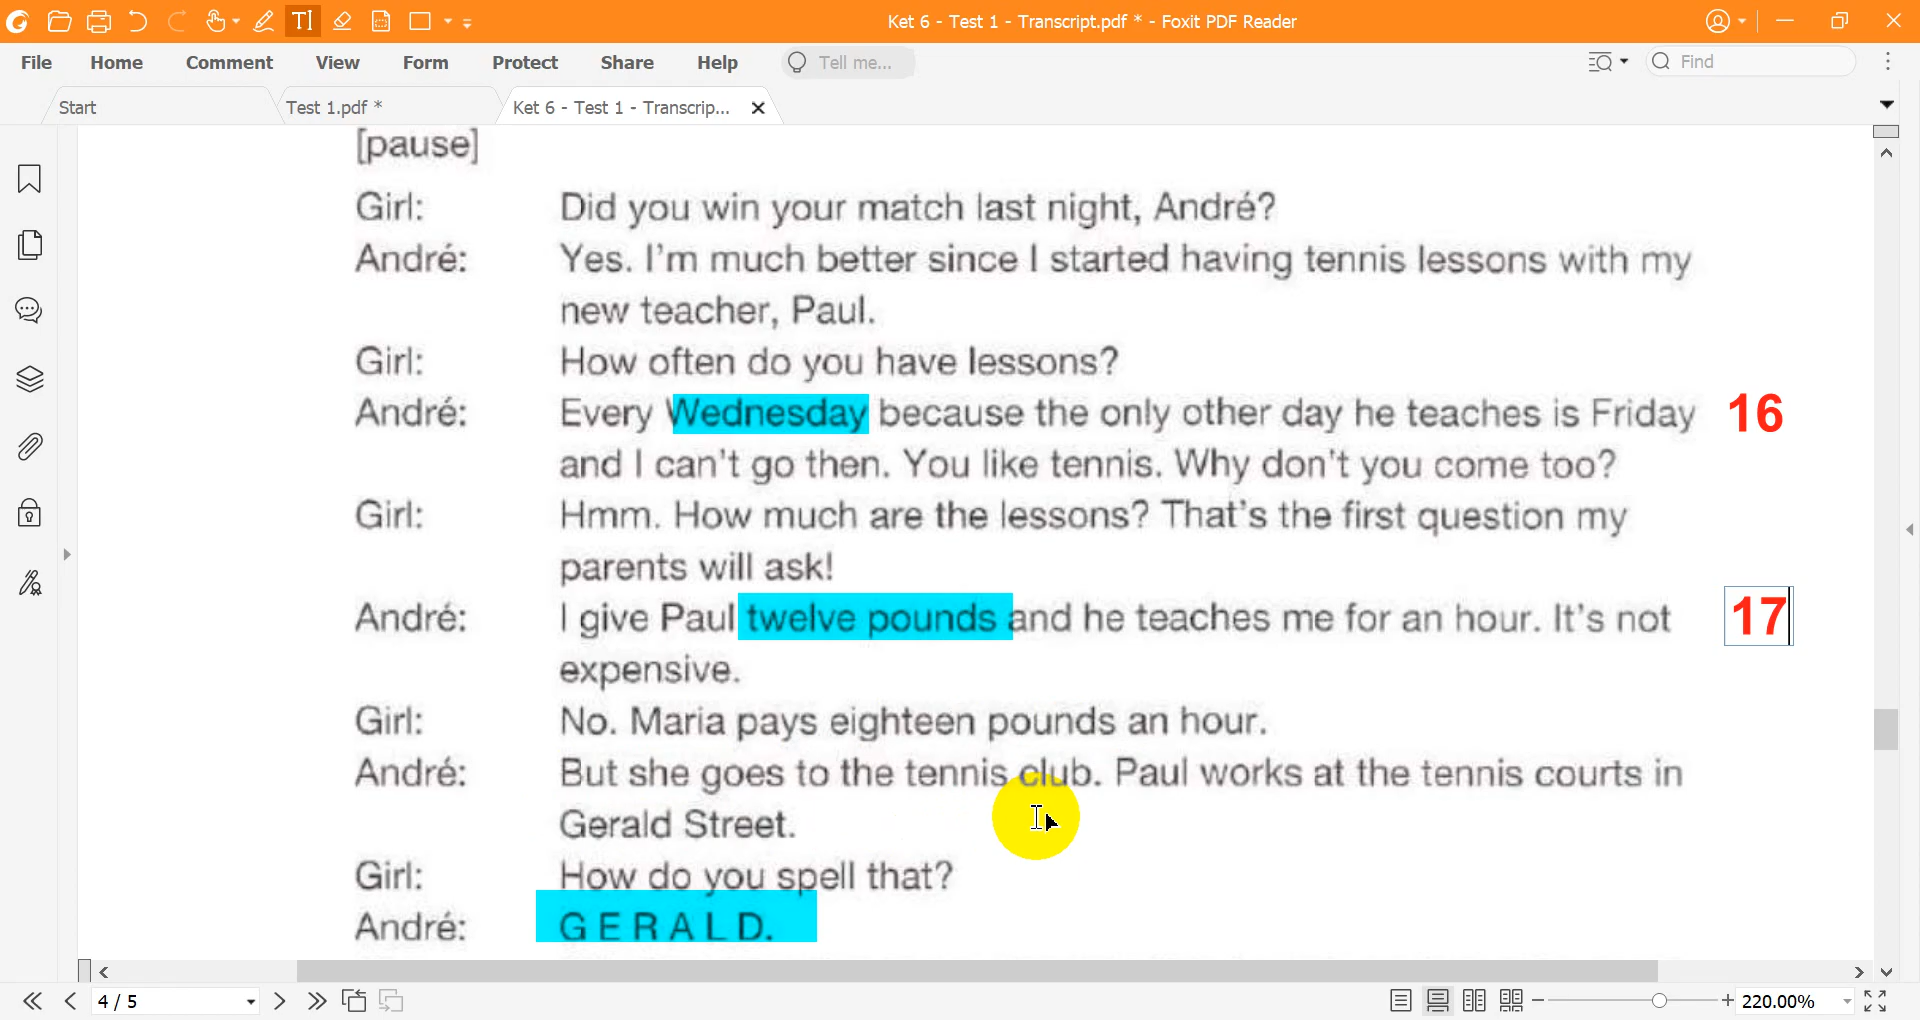 Ket 6 - Test 1 - Transcript.pdf * - Foxit PDF Reader
File Home Comment View Form Protect Share Help Tell me... Find
Start Test 1.pdf * Ket 6 - Test 1 - Transcrip...
[pause]
Girl: Did you win your match last night, André?
André: Yes. I'm much better since I started having tennis lessons with my
new teacher, Paul.
Girl: How often do you have lessons?
André: Every Wednesday because the only other day he teaches is Friday 16
and I can't go then. You like tennis. Why don't you come too?
Girl: Hmm. How much are the lessons? That's the first question my
parents will ask!
André: I give Paul twelve pounds and he teaches me for an hour. It's not 17
expensive.
Girl: No. Maria pays eighteen pounds an hour.
André: But she goes to the tennis club. Paul works at the tennis courts in
Gerald Street.
Girl: How do you spell that?
André: G E R A L D.
4 / 5 220.00%